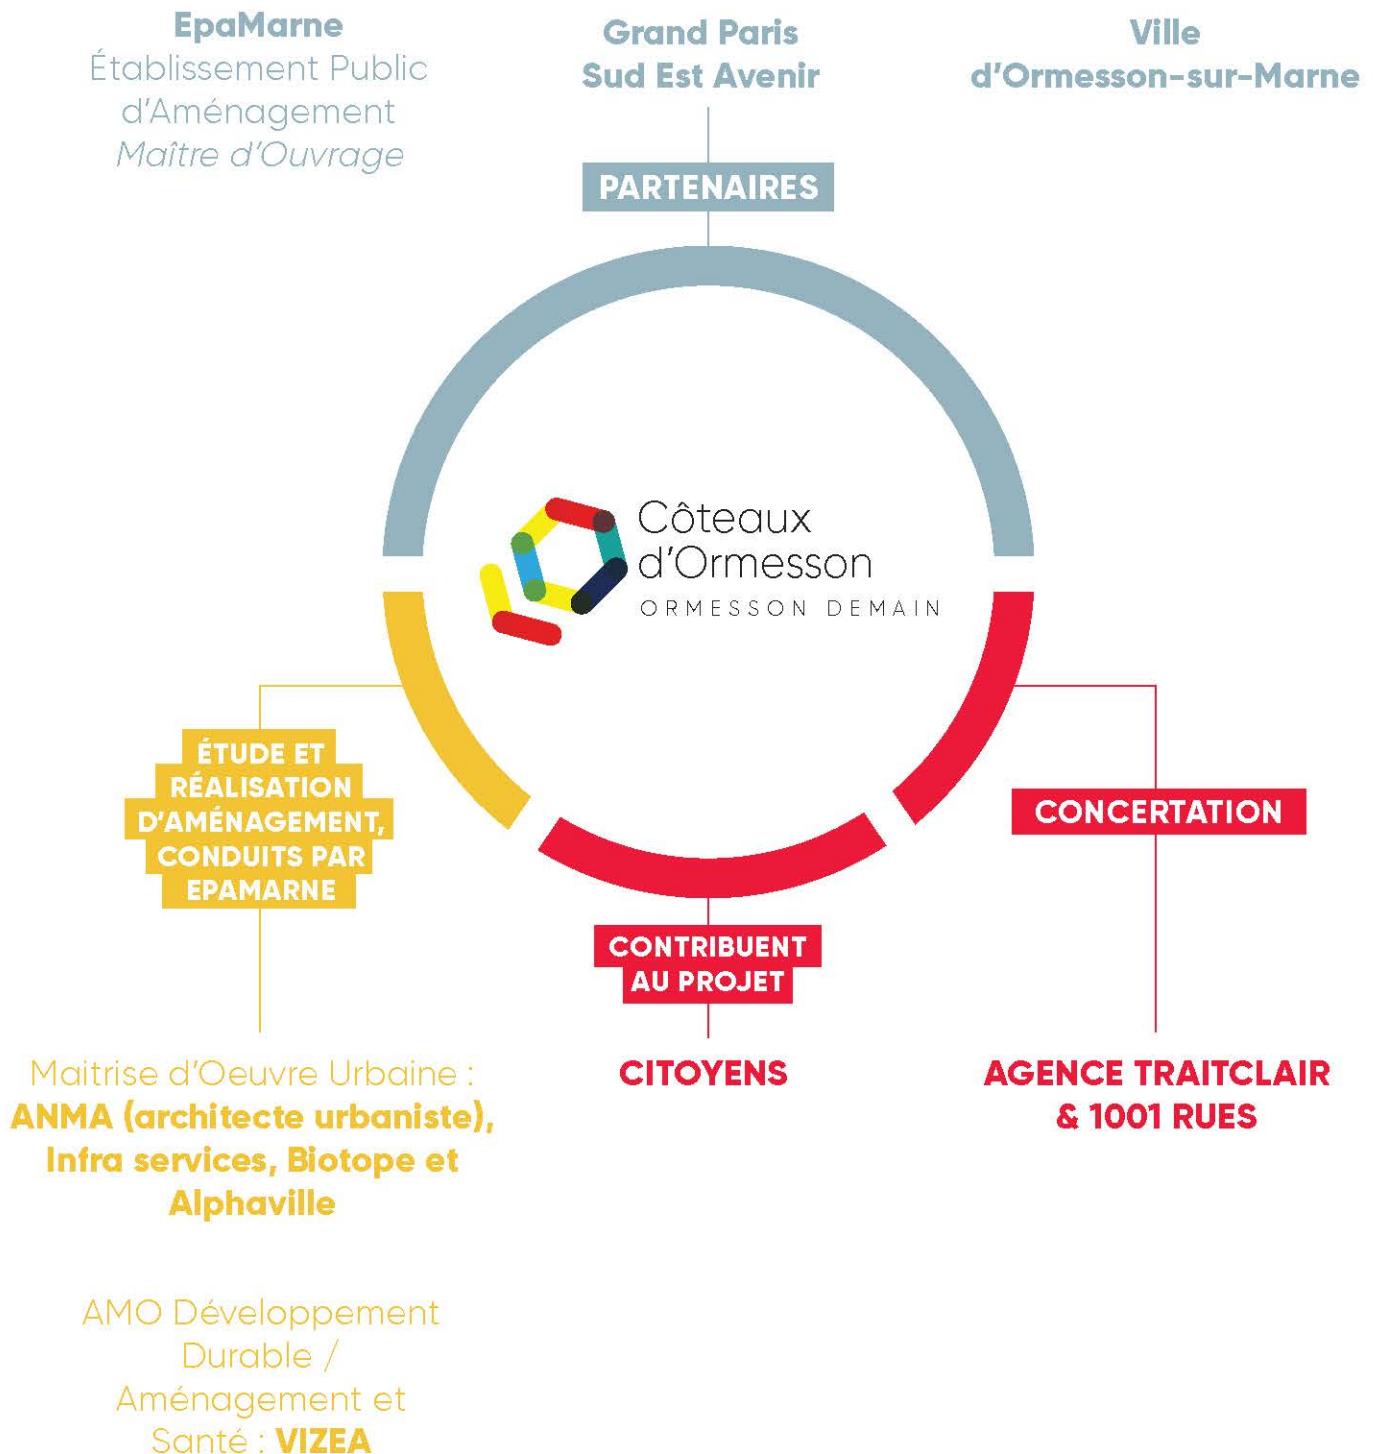 EpaMarne
Établissement Public
d'Aménagement
Maître d'Ouvrage
Grand Paris
Sud Est Avenir
Ville
d'Ormesson-sur-Marne
PARTENAIRES
Côteaux
d'Ormesson
ORMESSON DEMAIN
ÉTUDE ET
RÉALISATION
D'AMÉNAGEMENT,
CONDUITS PAR
EPAMARNE
Maitrise d'Oeuvre Urbaine :
ANMA (architecte urbaniste),
Infra services, Biotope et
Alphaville
AMO Développement
Durable /
Aménagement et
Santé : VIZEA
CONTRIBUENT
AU PROJET
CITOYENS
CONCERTATION
AGENCE TRAITCLAIR
& 1001 RUES